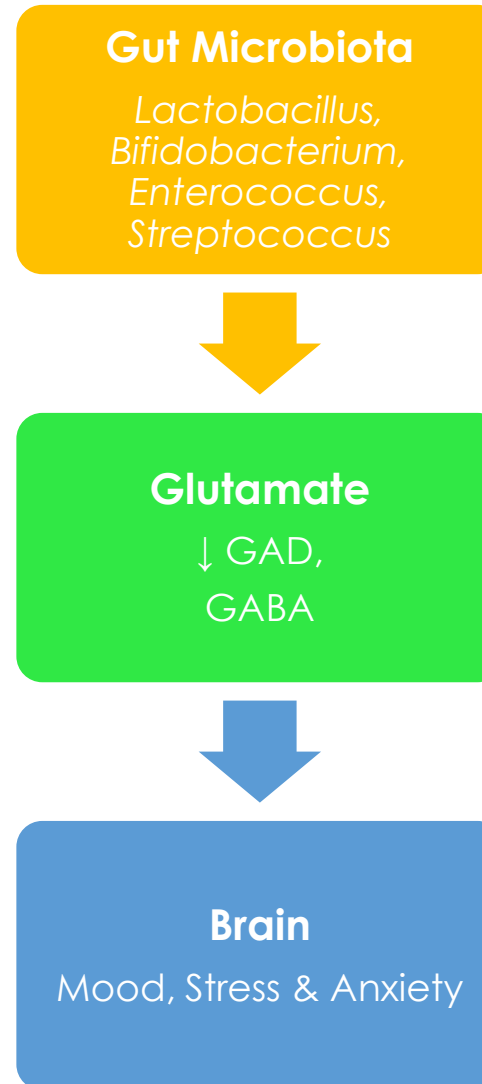 Gut Microbiota
Lactobacillus,
Bifidobacterium,
Enterococcus,
Streptococcus
Glutamate
↓ GAD,
GABA
Brain
Mood, Stress & Anxiety